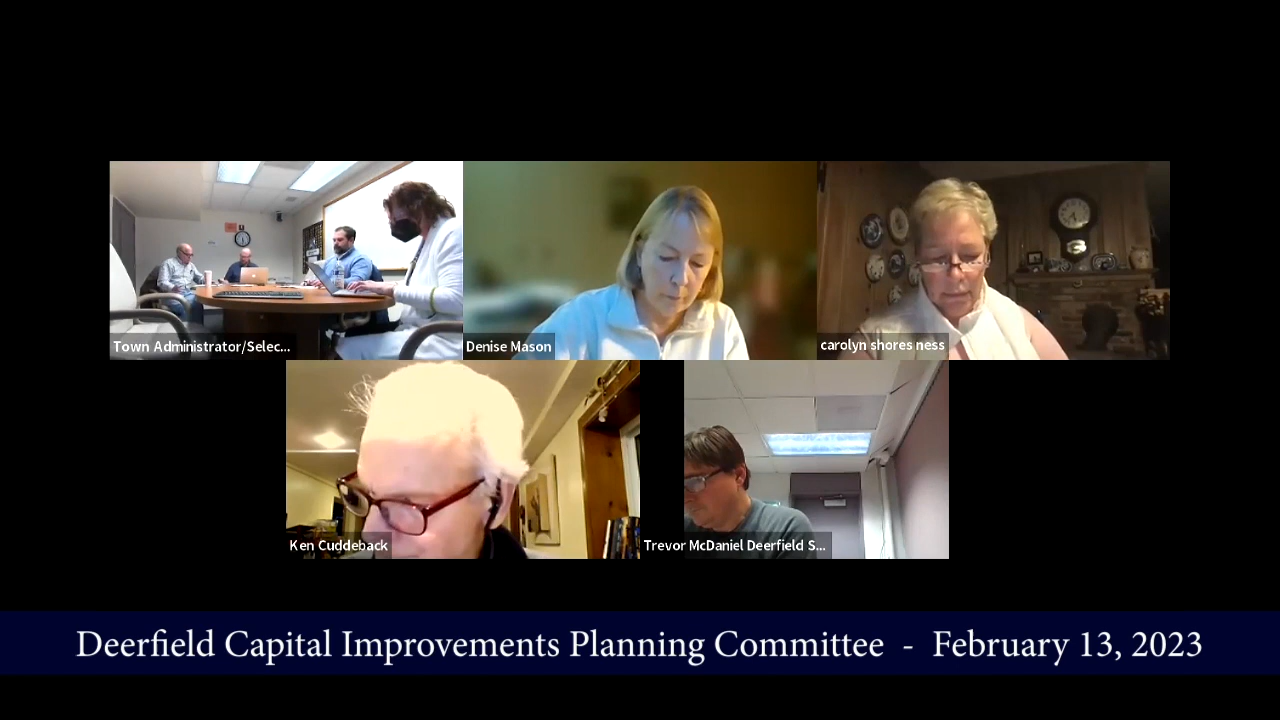 Town Administrator/Selec...
Denise Mason
carolyn shores ness
Ken Cuddeback
Trevor McDaniel Deerfield S...
Deerfield Capital Improvements Planning Committee - February 13, 2023